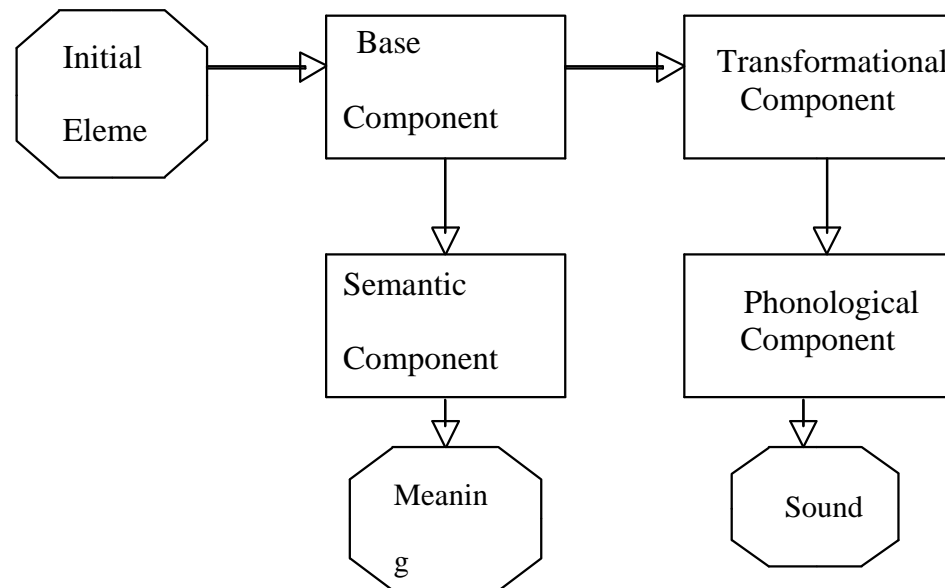 Initial
Eleme
Base
Component
Transformational
Component
Semantic
Component
Phonological
Component
Meanin
g
Sound